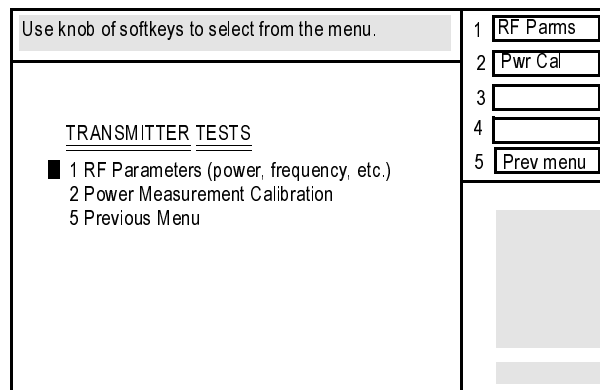 Use knob of softkeys to select from the menu.
TRANSMITTER TESTS
1 RF Parameters (power, frequency, etc.)
2 Power Measurement Calibration
5 Previous Menu
1 RF Parms
2 Pwr Cal
3
4
5 Prev menu